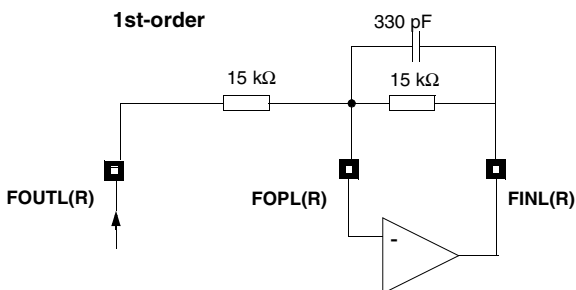 1st-order
330 pF
15 kΩ
15 kΩ
FOUTL(R)
FOPL(R)
FINL(R)
-